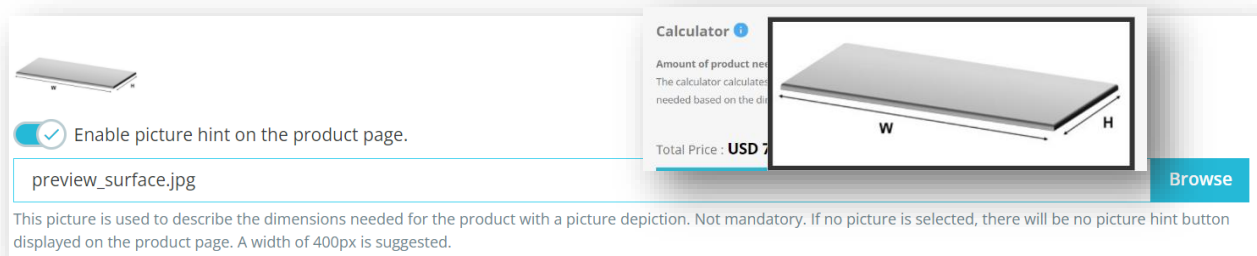 Calculator
Amount of product nee
The calculator calculates
needed based on the di
Total Price : USD 7
W
H
W
H
Enable picture hint on the product page.
preview_surface.jpg
Browse
This picture is used to describe the dimensions needed for the product with a picture depiction. Not mandatory. If no picture is selected, there will be no picture hint button
displayed on the product page. A width of 400px is suggested.